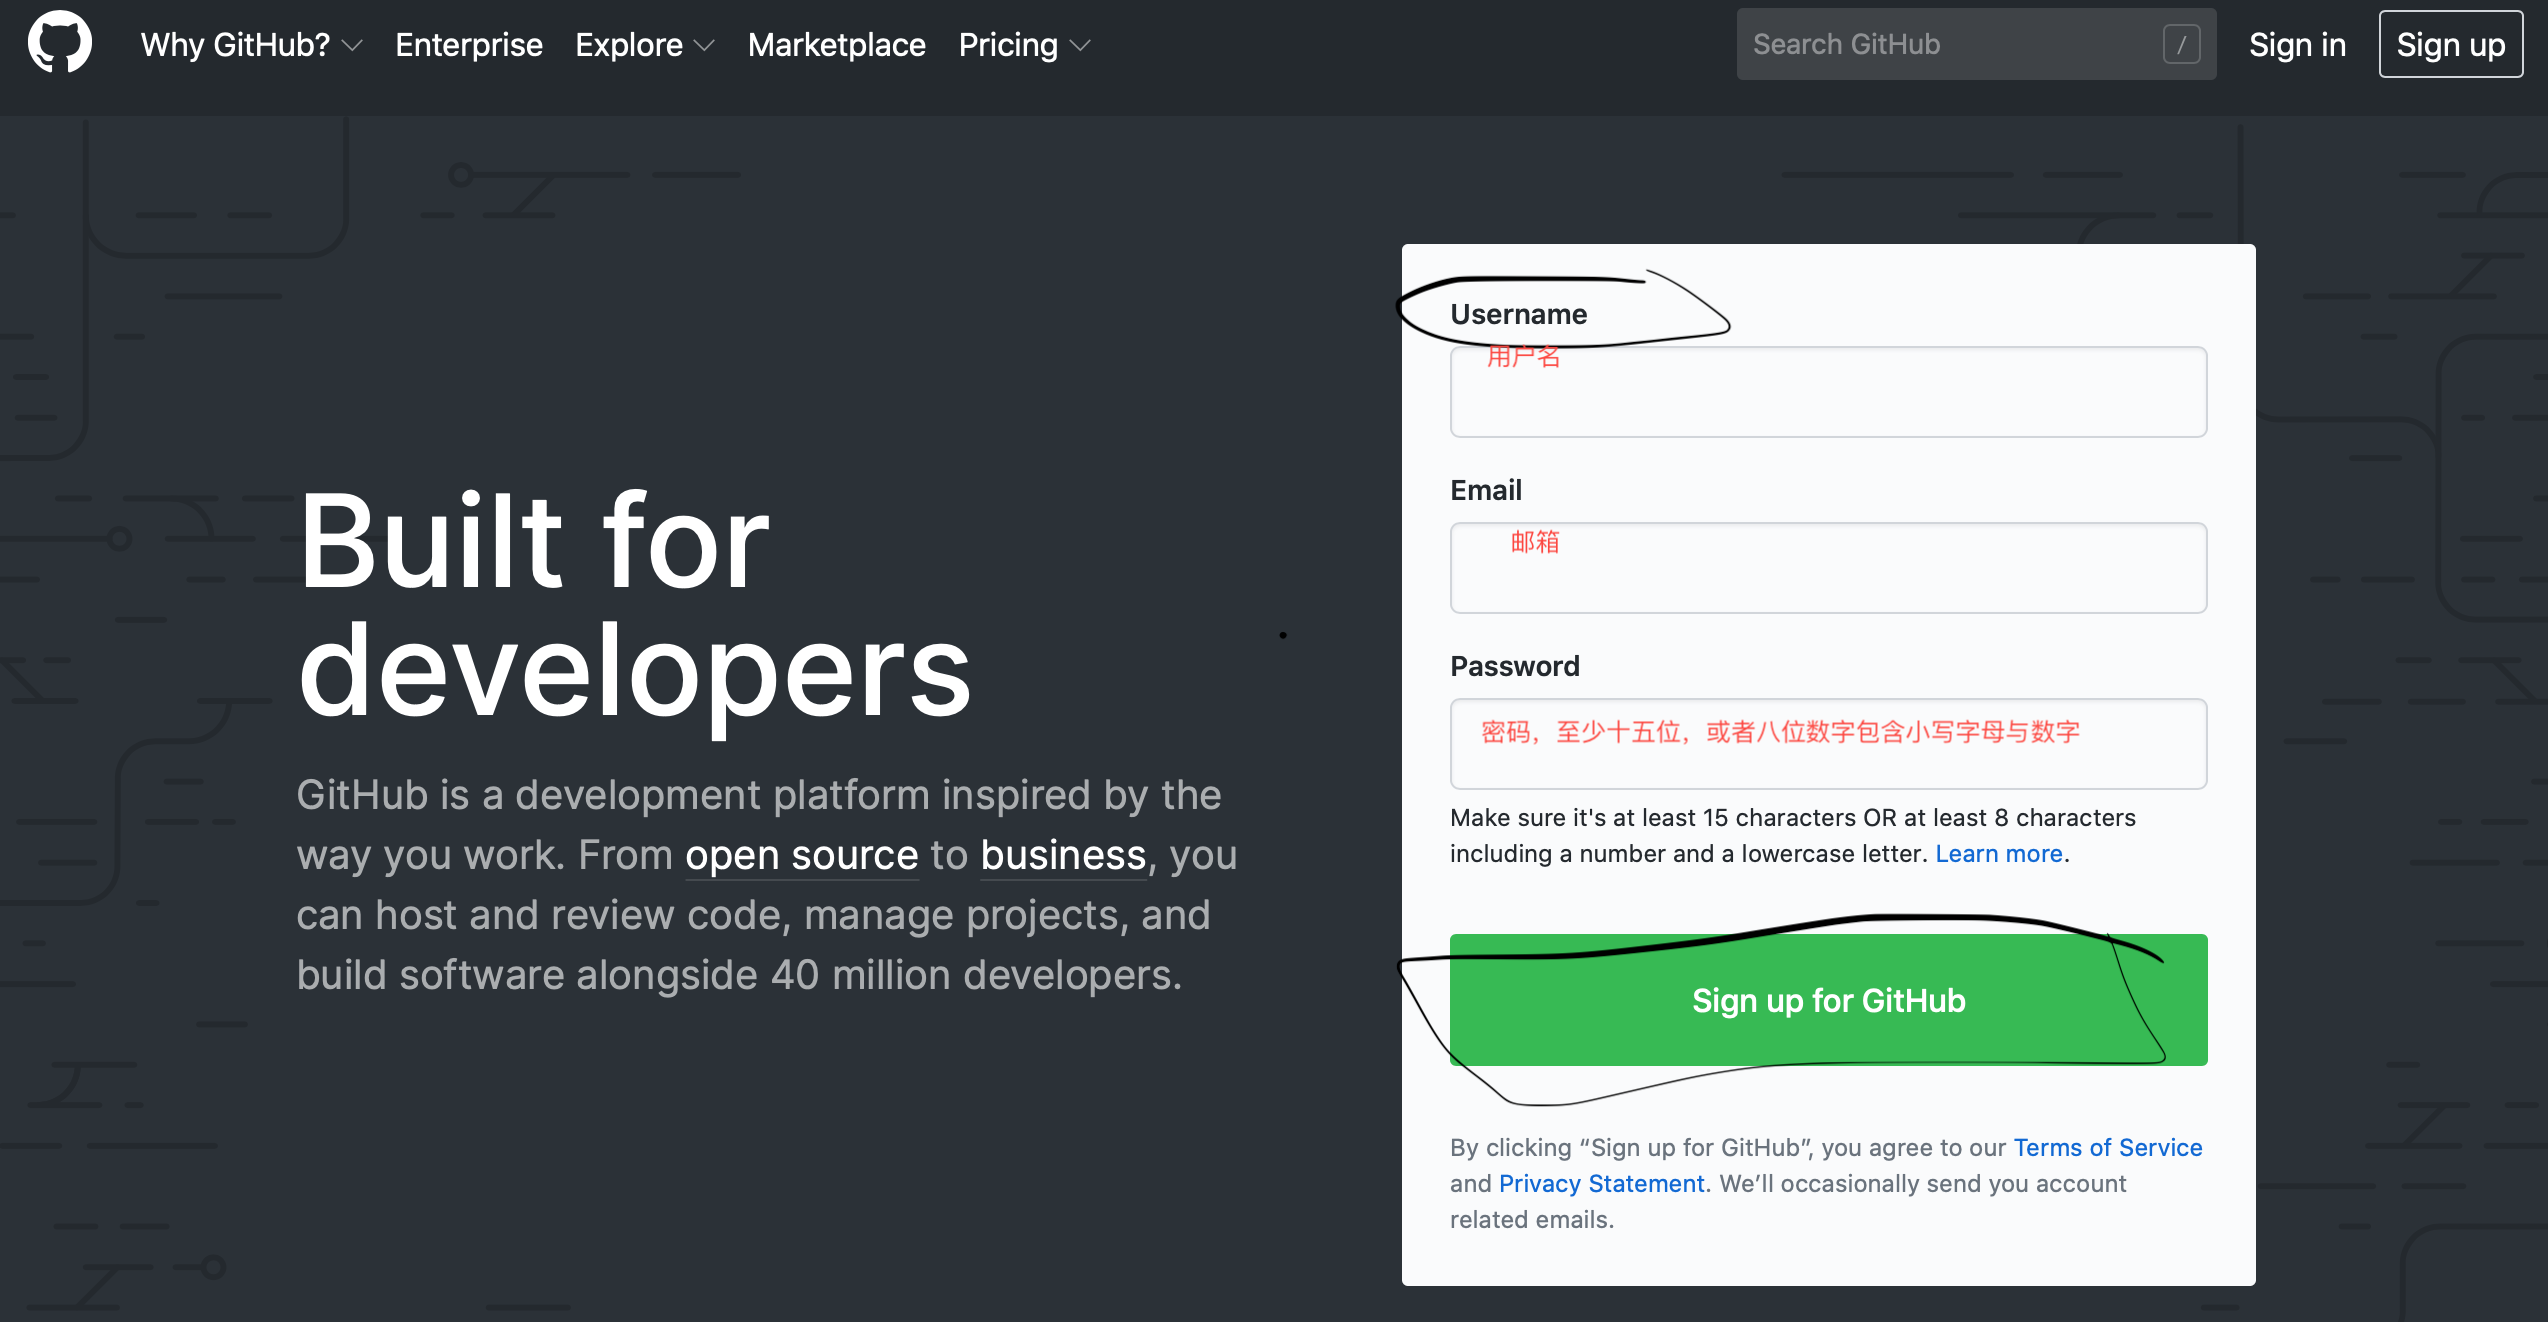 Why GitHub? Enterprise Explore Marketplace Pricing Search GitHub / Sign in Sign up
Built for
developers
GitHub is a development platform inspired by the
way you work. From open source to business, you
can host and review code, manage projects, and
build software alongside 40 million developers.
Username
用户名
Email
邮箱
Password
密码，至少十五位，或者八位数字包含小写字母与数字
Make sure it's at least 15 characters OR at least 8 characters
including a number and a lowercase letter. Learn more.
Sign up for GitHub
By clicking “Sign up for GitHub”, you agree to our Terms of Service
and Privacy Statement. We’ll occasionally send you account
related emails.